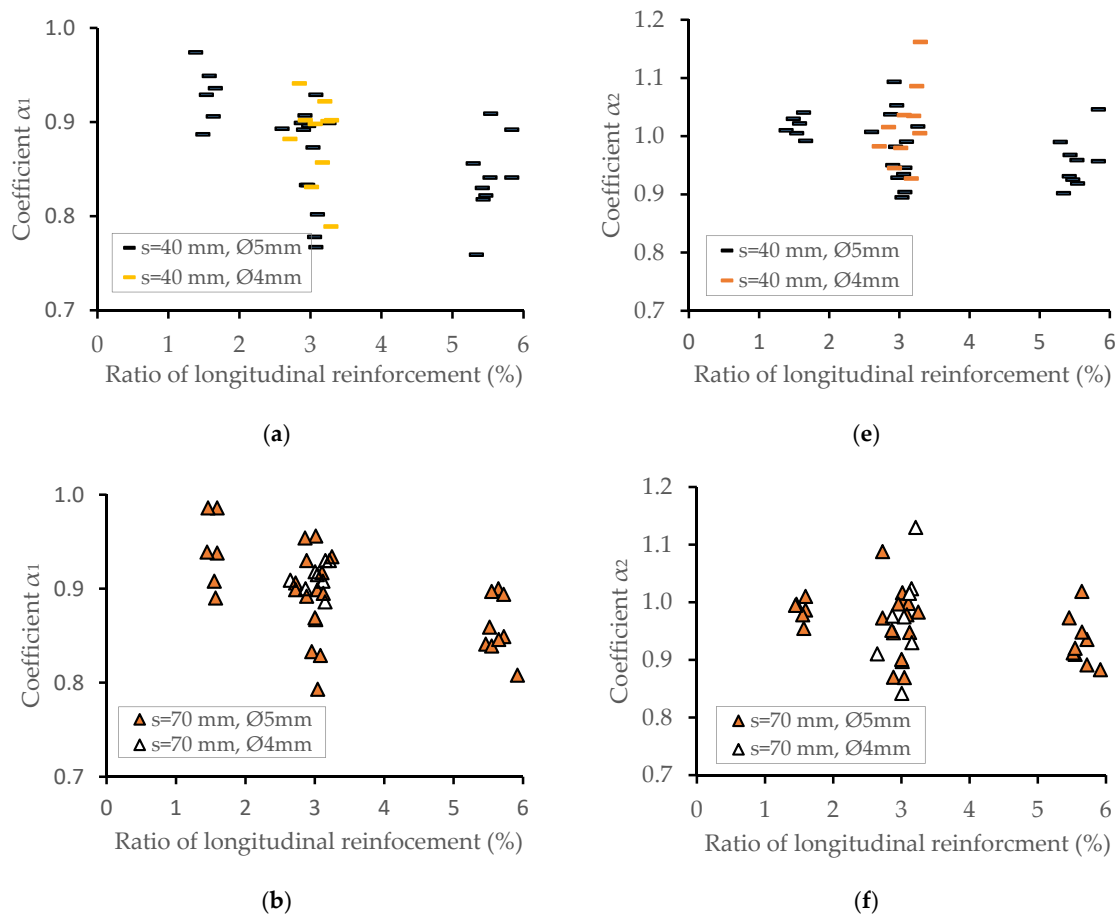 1.0
0.9
0.8
0.7
Coefficient α1
s=40 mm, Ø5mm
s=40 mm, Ø4mm
0 1 2 3 4 5 6
Ratio of longitudinal reinforcement (%)
(a)
1.2
1.1
1.0
0.9
0.8
0.7
Coefficient α2
s=40 mm, Ø5mm
s=40 mm, Ø4mm
0 1 2 3 4 5 6
Ratio of longitudinal reinforcement (%)
(e)
1.0
0.9
0.8
0.7
Coefficient α1
s=70 mm, Ø5mm
s=70 mm, Ø4mm
0 1 2 3 4 5 6
Ratio of longitudinal reinfocement (%)
(b)
1.2
1.1
1.0
0.9
0.8
0.7
Coefficient α2
s=70 mm, Ø5mm
s=70 mm, Ø4mm
0 1 2 3 4 5 6
Ratio of longitudinal reinforcment (%)
(f)